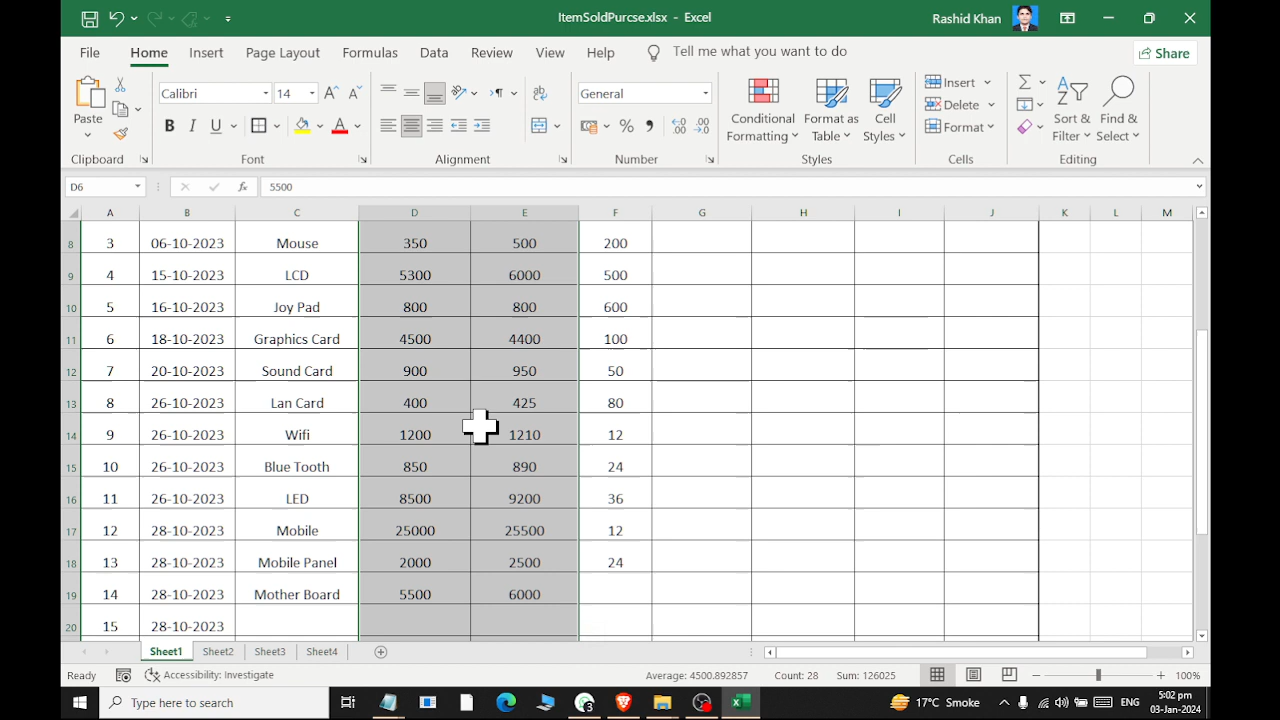 ItemSoldPurcse.xlsx - Excel
Rashid Khan
File Home Insert Page Layout Formulas Data Review View Help Tell me what you want to do Share
Paste
Calibri 14
B I U
General
Conditional Formatting
Format as Table
Cell Styles
Insert
Delete
Format
Sort & Filter
Find & Select
Clipboard Font Alignment Number Styles Cells Editing
D6 fx 5500
A B C D E F G H I J K L M
8 3 06-10-2023 Mouse 350 500 200
9 4 15-10-2023 LCD 5300 6000 500
10 5 16-10-2023 Joy Pad 800 800 600
11 6 18-10-2023 Graphics Card 4500 4400 100
12 7 20-10-2023 Sound Card 900 950 50
13 8 26-10-2023 Lan Card 400 425 80
14 9 26-10-2023 Wifi 1200 1210 12
15 10 26-10-2023 Blue Tooth 850 890 24
16 11 26-10-2023 LED 8500 9200 36
17 12 28-10-2023 Mobile 25000 25500 12
18 13 28-10-2023 Mobile Panel 2000 2500 24
19 14 28-10-2023 Mother Board 5500 6000
20 15 28-10-2023
Sheet1 Sheet2 Sheet3 Sheet4
Ready Accessibility: Investigate Average: 4500.892857 Count: 28 Sum: 126025 100%
Type here to search 17°C Smoke ENG 5:02 pm
03-Jan-2024